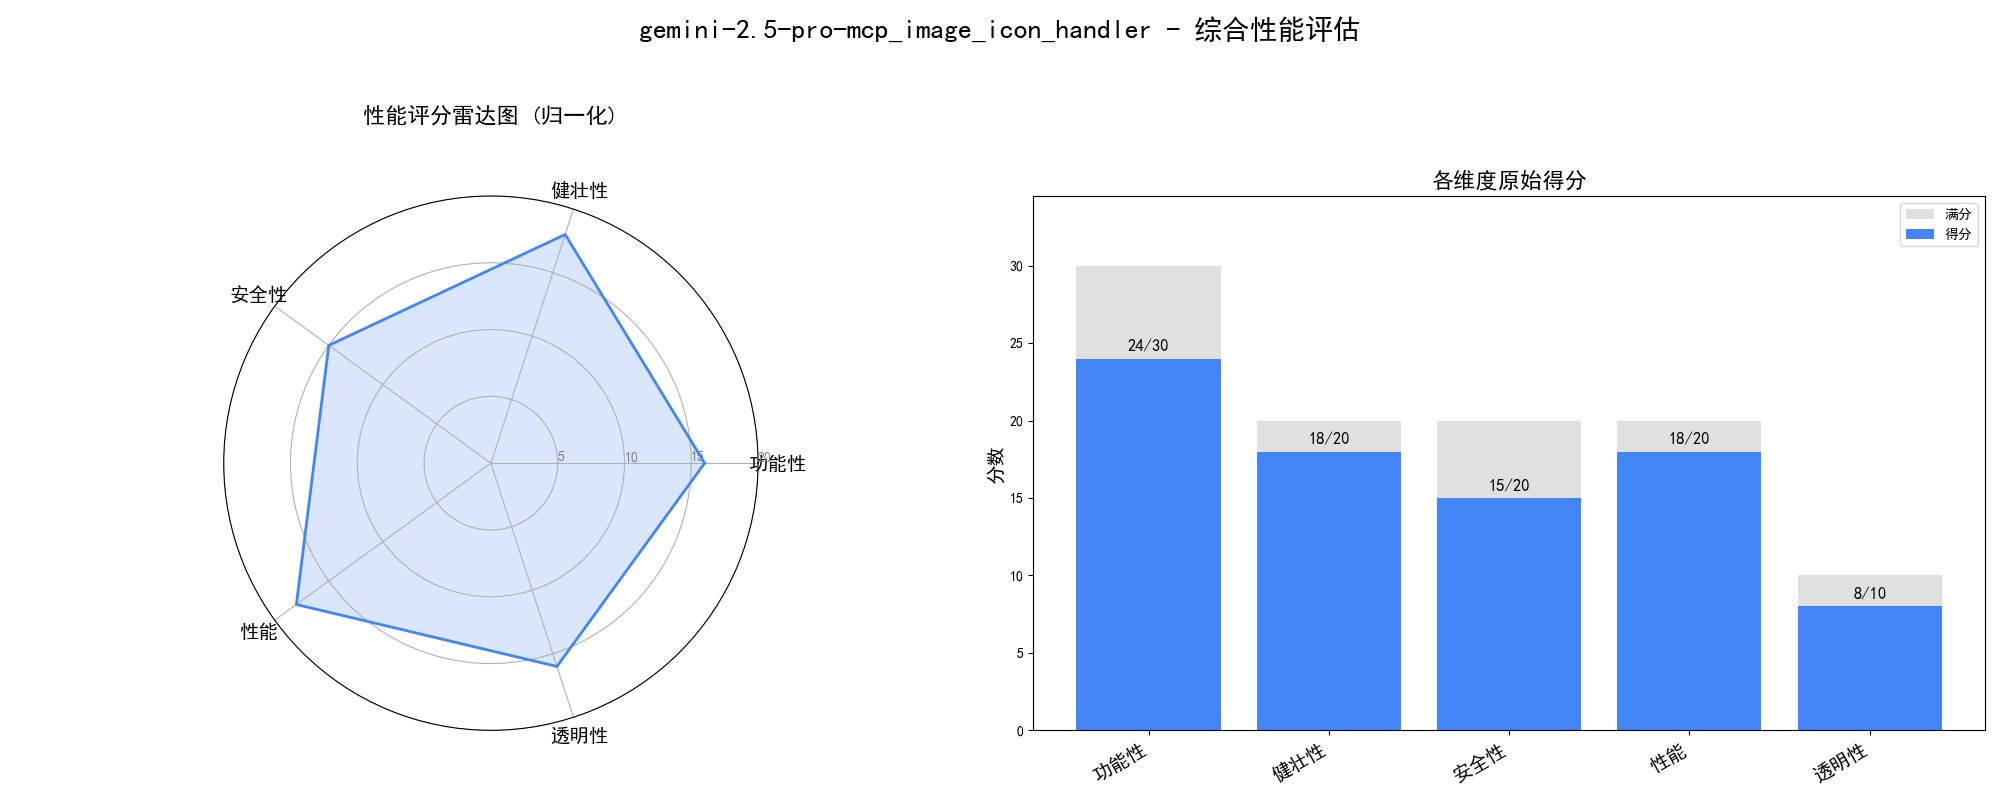 gemini-2.5-pro-mcp_image_icon_handler - 综合性能评估
性能评分雷达图 (归一化)
健壮性
安全性
功能性
性能
透明性
5
10
15
20
各维度原始得分
满分
得分
分数
30
25
20
15
10
5
0
24/30
18/20
15/20
18/20
8/10
功能性
健壮性
安全性
性能
透明性